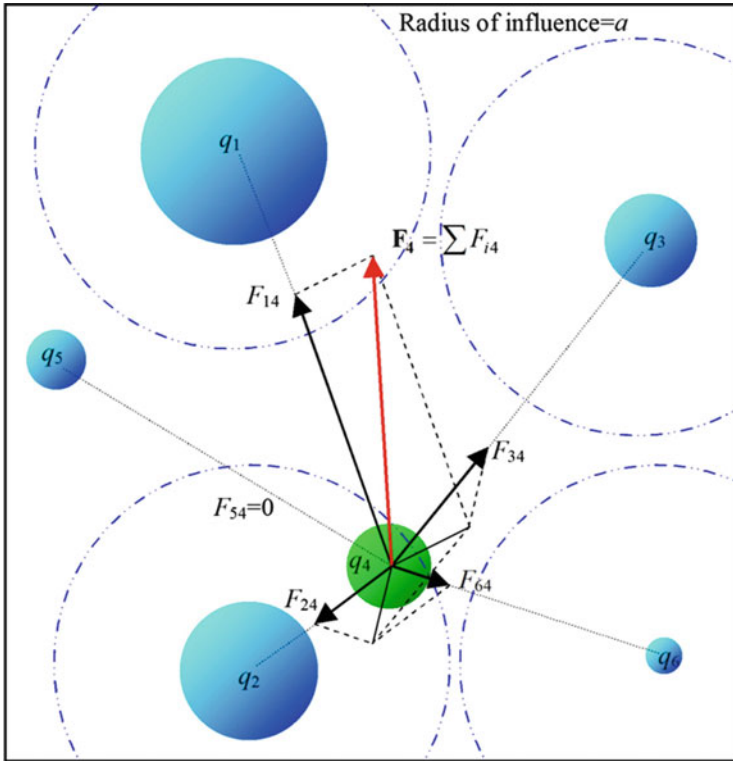 Radius of influence=a
q₁
q₃
F₄ = ∑ Fᵢ₄
F₁₄
q₅
F₃₄
F₅₄=0
q₄
F₆₄
F₂₄
q₂
q₆